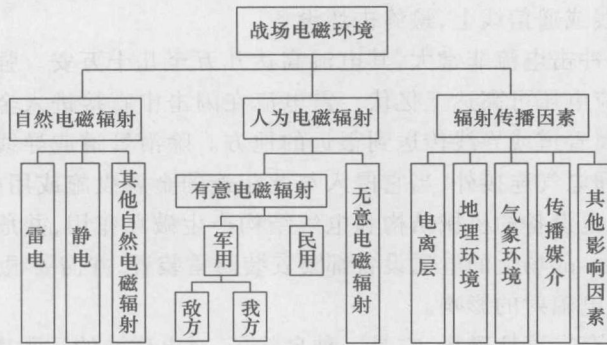 战场电磁环境
自然电磁辐射
人为电磁辐射
辐射传播因素
雷电
静电
其他自然电磁辐射
有意电磁辐射
无意电磁辐射
军用
民用
敌方
我方
电离层
地理环境
气象环境
传播媒介
其他影响因素